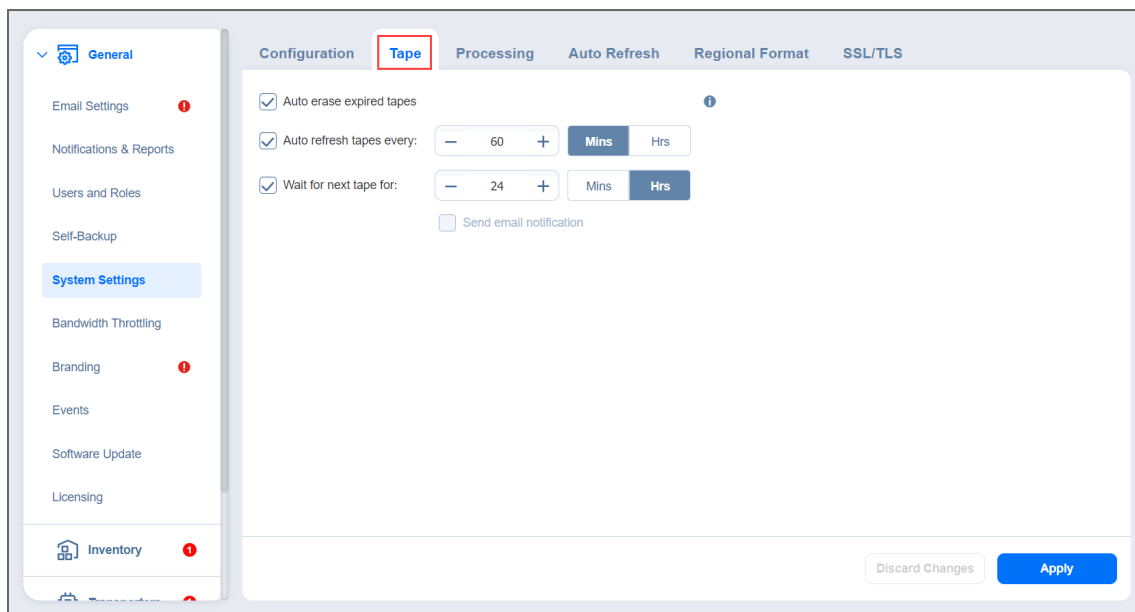 General
Email Settings !
Notifications & Reports
Users and Roles
Self-Backup
System Settings
Bandwidth Throttling
Branding !
Events
Software Update
Licensing
Inventory 1
Configuration Tape Processing Auto Refresh Regional Format SSL/TLS
Auto erase expired tapes i
Auto refresh tapes every: − 60 + Mins Hrs
Wait for next tape for: − 24 + Mins Hrs
Send email notification
Discard Changes Apply